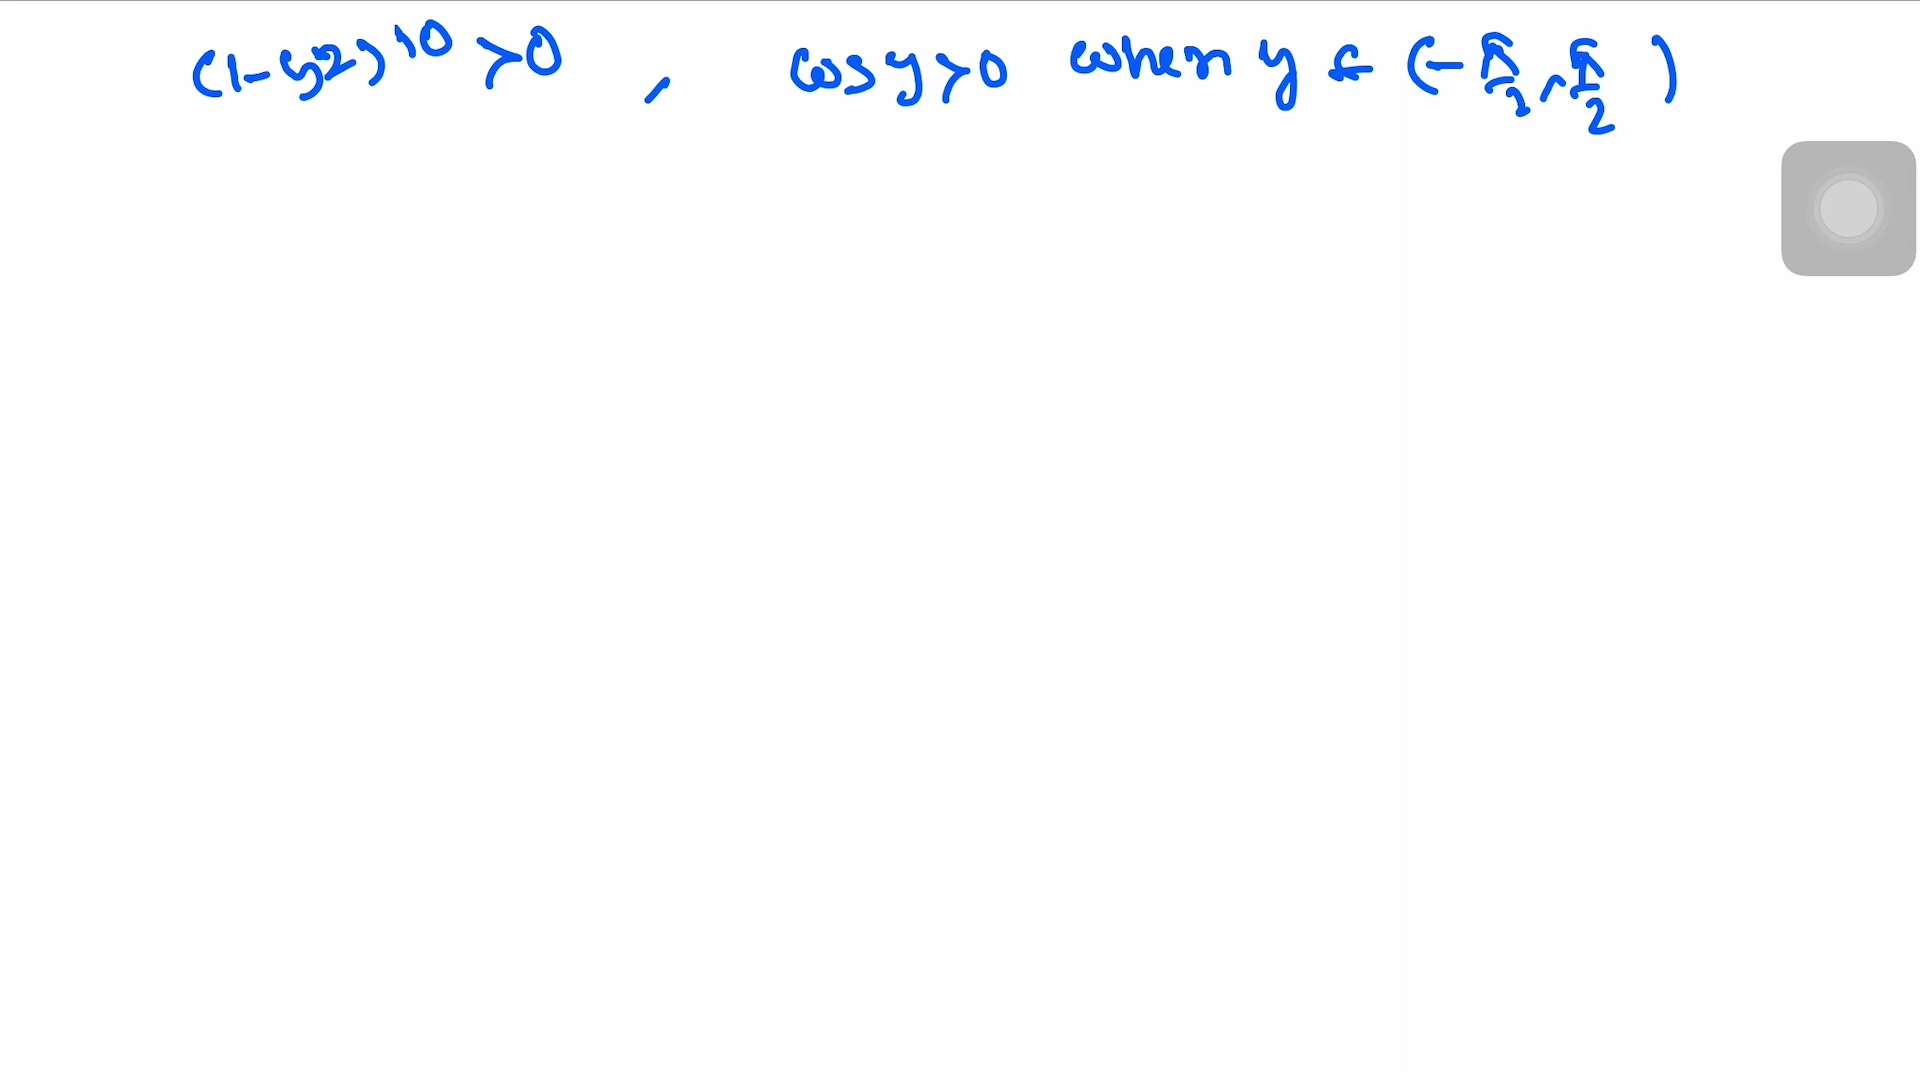 (1-y²)¹⁰ >0 , cos y>0 when y ∈ (-π/2, π/2 )